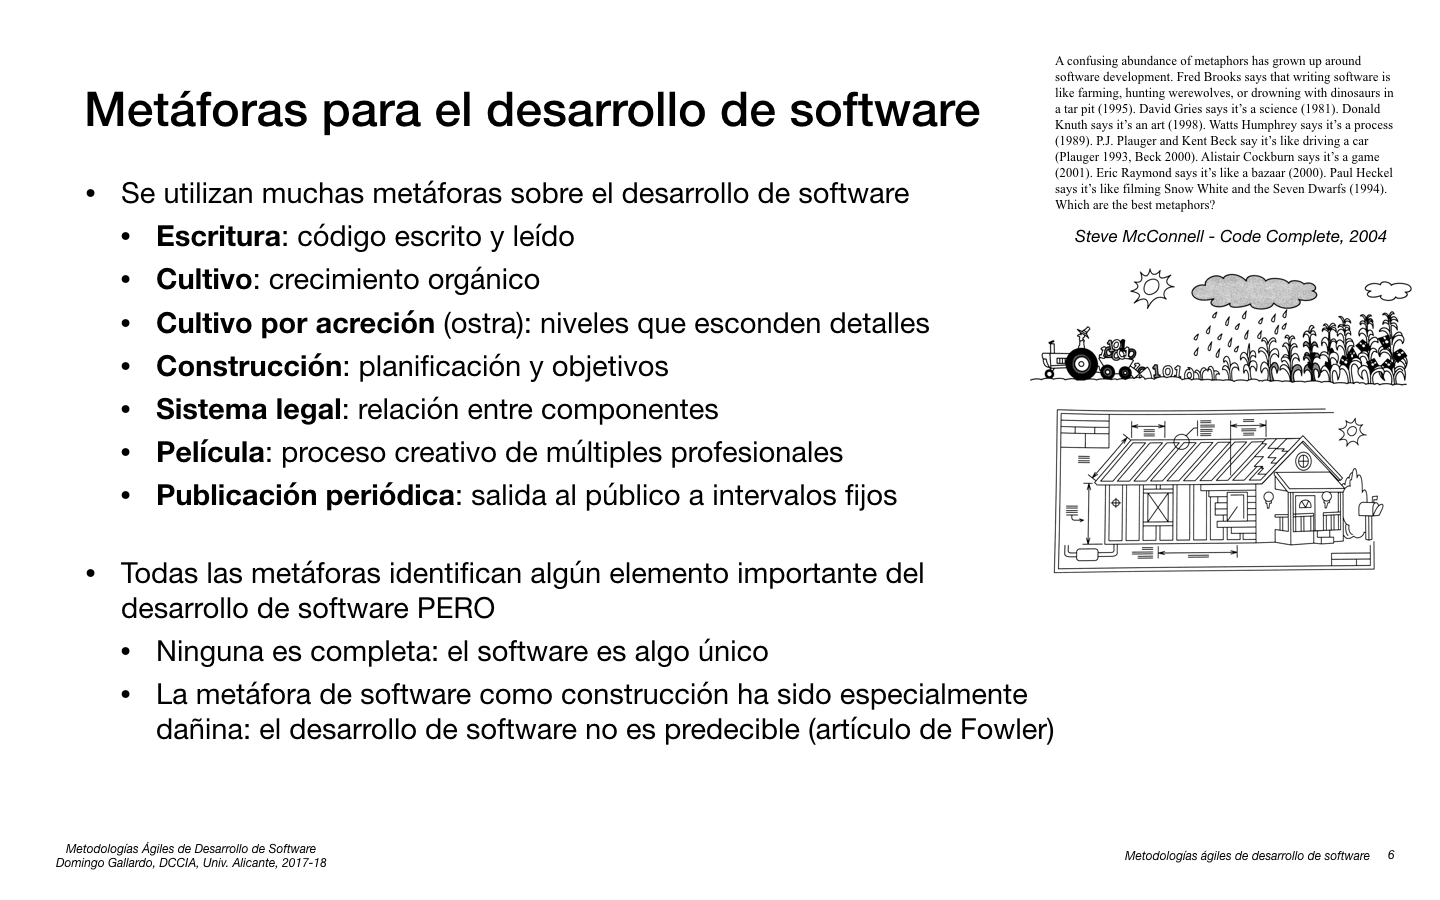 Metáforas para el desarrollo de software
• Se utilizan muchas metáforas sobre el desarrollo de software
• Escritura: código escrito y leído
• Cultivo: crecimiento orgánico
• Cultivo por acreción (ostra): niveles que esconden detalles
• Construcción: planificación y objetivos
• Sistema legal: relación entre componentes
• Película: proceso creativo de múltiples profesionales
• Publicación periódica: salida al público a intervalos fijos
• Todas las metáforas identifican algún elemento importante del
desarrollo de software PERO
• Ninguna es completa: el software es algo único
• La metáfora de software como construcción ha sido especialmente
dañina: el desarrollo de software no es predecible (artículo de Fowler)
A confusing abundance of metaphors has grown up around
software development. Fred Brooks says that writing software is
like farming, hunting werewolves, or drowning with dinosaurs in
a tar pit (1995). David Gries says it’s a science (1981). Donald
Knuth says it’s an art (1998). Watts Humphrey says it’s a process
(1989). P.J. Plauger and Kent Beck say it’s like driving a car
(Plauger 1993, Beck 2000). Alistair Cockburn says it’s a game
(2001). Eric Raymond says it’s like a bazaar (2000). Paul Heckel
says it’s like filming Snow White and the Seven Dwarfs (1994).
Which are the best metaphors?
Steve McConnell - Code Complete, 2004
Metodologías Ágiles de Desarrollo de Software
Domingo Gallardo, DCCIA, Univ. Alicante, 2017-18
Metodologías ágiles de desarrollo de software 6